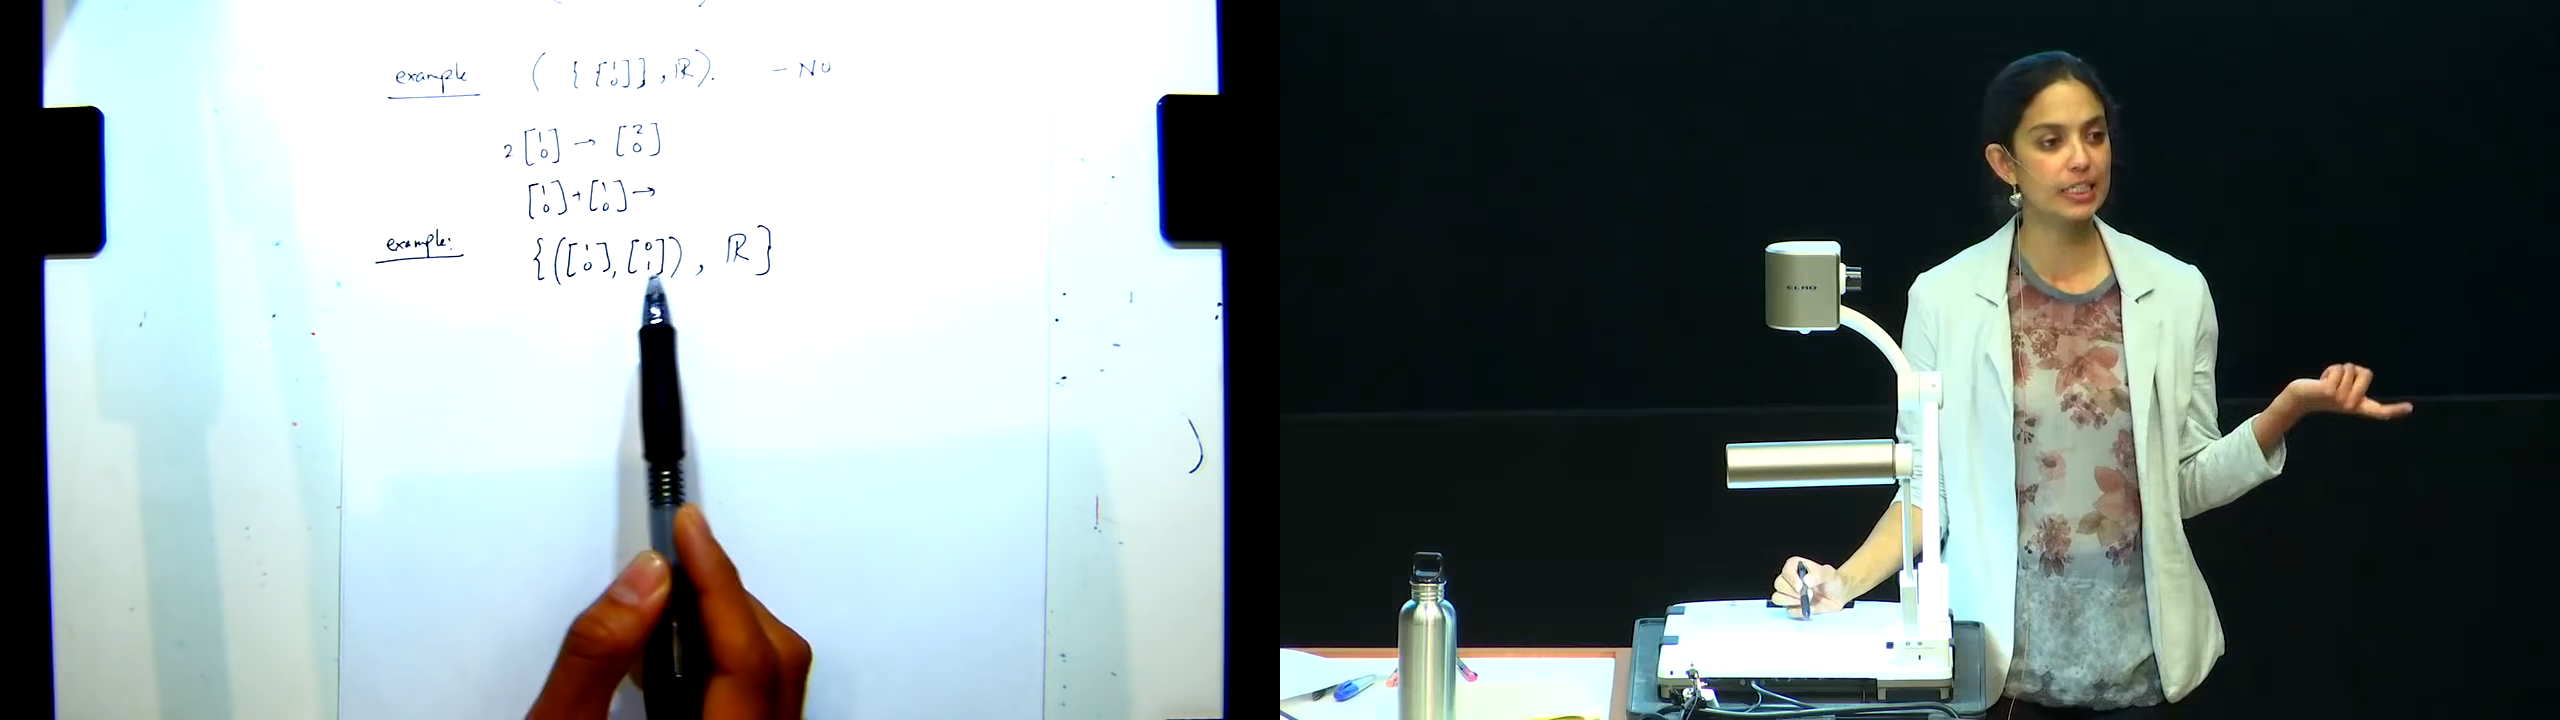 example ( { [1 0] } , ℝ ). - No
2 [1 0] → [2 0]
[1 0] + [1 0] →
example: { ( [1 0], [0 1] ) , ℝ }
ELMO